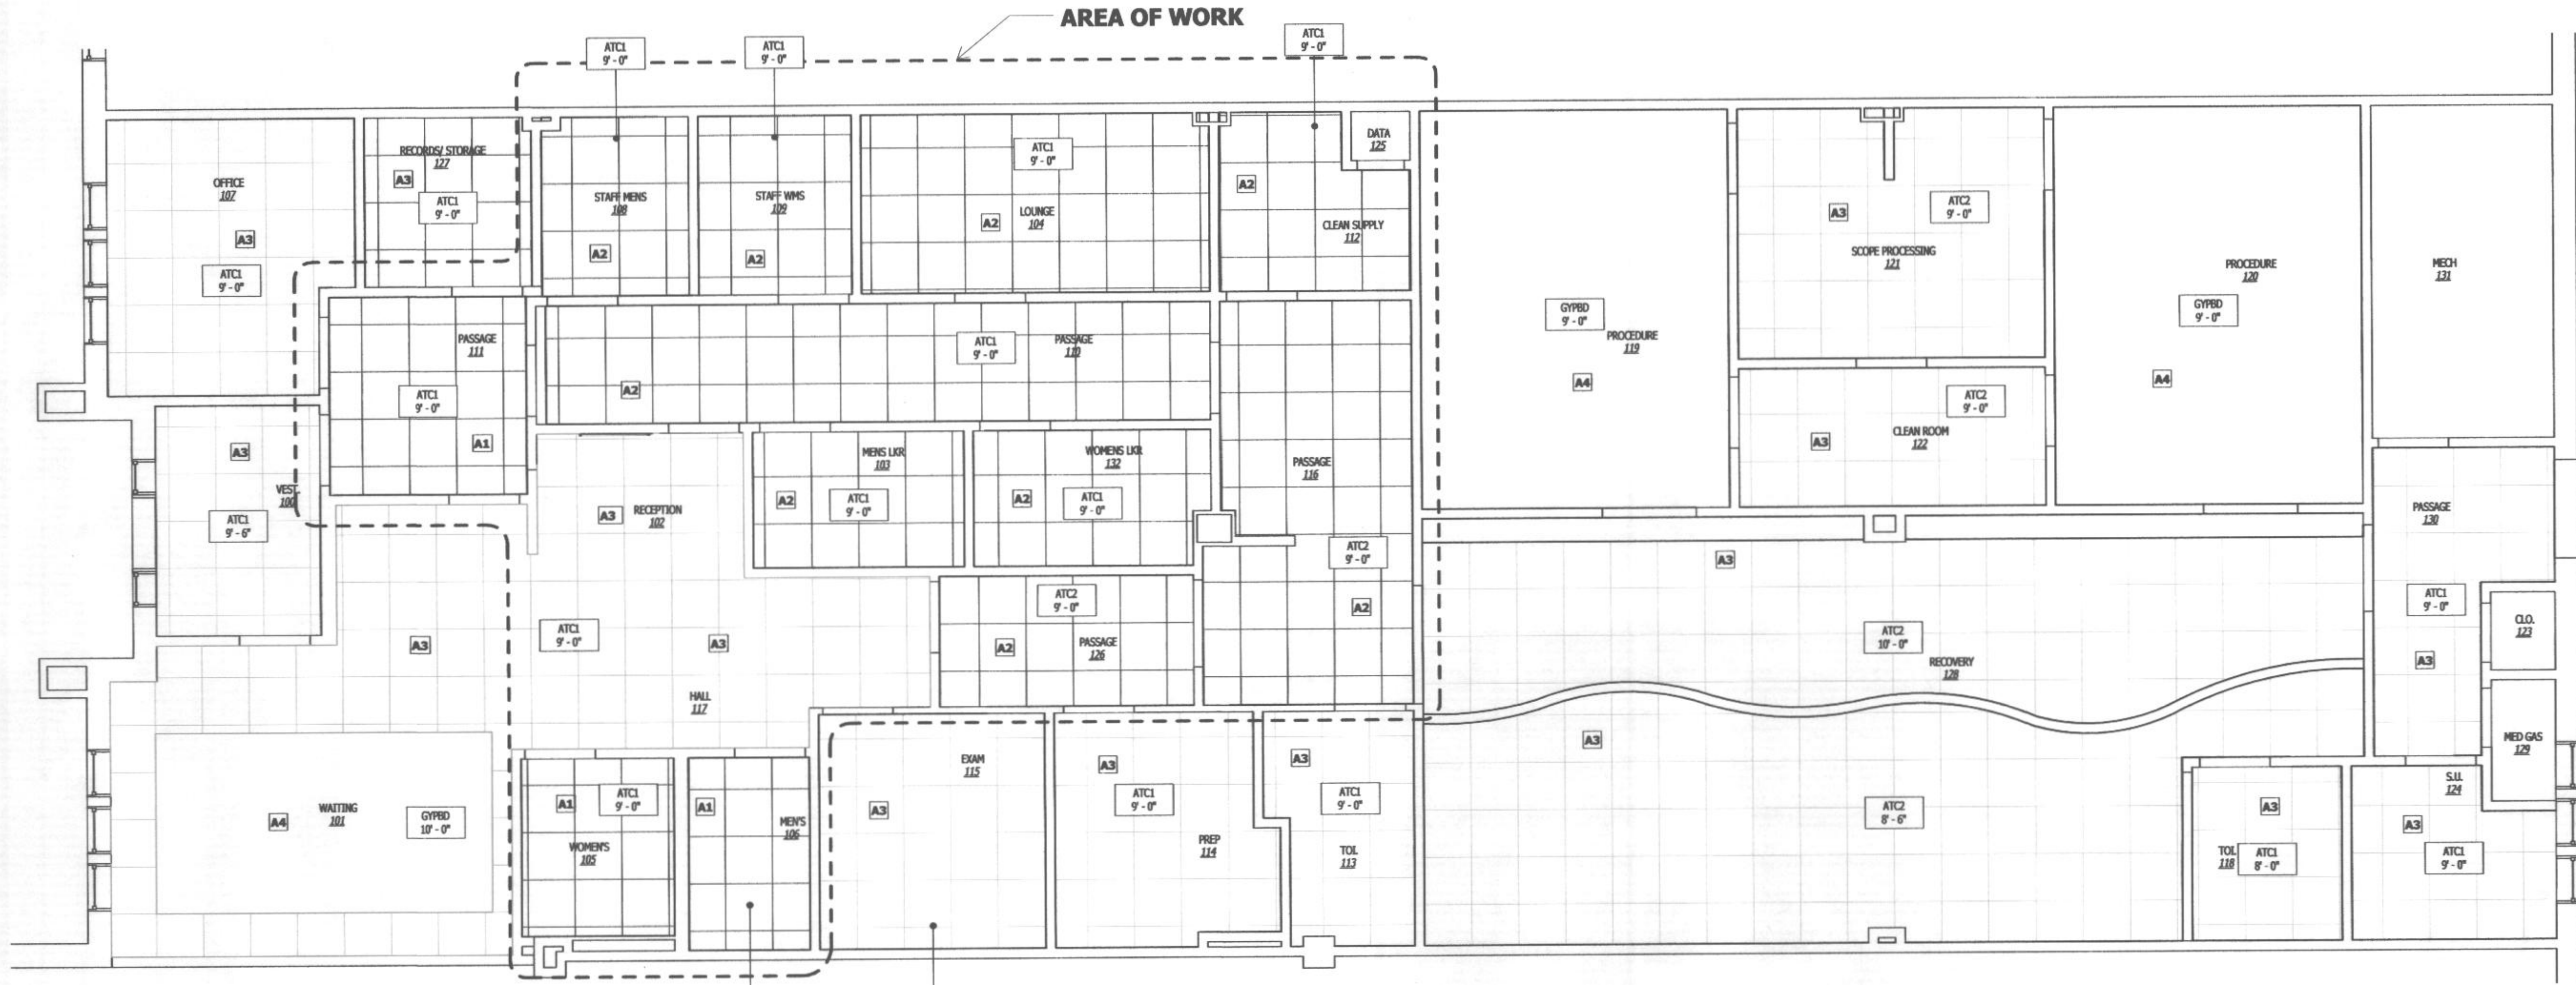 AREA OF WORK
ATC1
9' - 0"
ATC1
9' - 0"
ATC1
9' - 0"
OFFICE
107
A3
ATC1
9' - 0"
RECORDS/ STORAGE
127
A3
ATC1
9' - 0"
STAFF MENS
108
A2
STAFF WMS
109
A2
ATC1
9' - 0"
LOUNGE
104
A2
A2
CLEAN SUPPLY
112
DATA
125
GYPBD
9' - 0"
PROCEDURE
119
A4
A3
ATC2
9' - 0"
SCOPE PROCESSING
121
PROCEDURE
120
GYPBD
9' - 0"
A4
MECH
131
PASSAGE
111
ATC1
9' - 0"
A1
ATC1
9' - 0"
PASSAGE
110
A2
ATC2
9' - 0"
A3
CLEAN ROOM
122
A3
VEST.
100
ATC1
9' - 6"
A3
RECEPTION
102
MENS LKR
103
A2
ATC1
9' - 0"
WOMENS LKR
132
A2
ATC1
9' - 0"
PASSAGE
116
ATC2
9' - 0"
A2
PASSAGE
130
ATC1
9' - 0"
A3
CLO.
123
MED GAS
129
A3
ATC1
9' - 0"
A3
HALL
117
ATC2
9' - 0"
A2
PASSAGE
126
A3
ATC2
10' - 0"
RECOVERY
128
A3
ATC2
8' - 6"
WAITING
101
A4
GYPBD
10' - 0"
A1
ATC1
9' - 0"
WOMEN'S
105
A1
MEN'S
106
EXAM
115
A3
A3
ATC1
9' - 0"
PREP
114
A3
ATC1
9' - 0"
TOI.
113
A3
TOI.
118
ATC1
8' - 0"
S.U.
124
A3
ATC1
9' - 0"